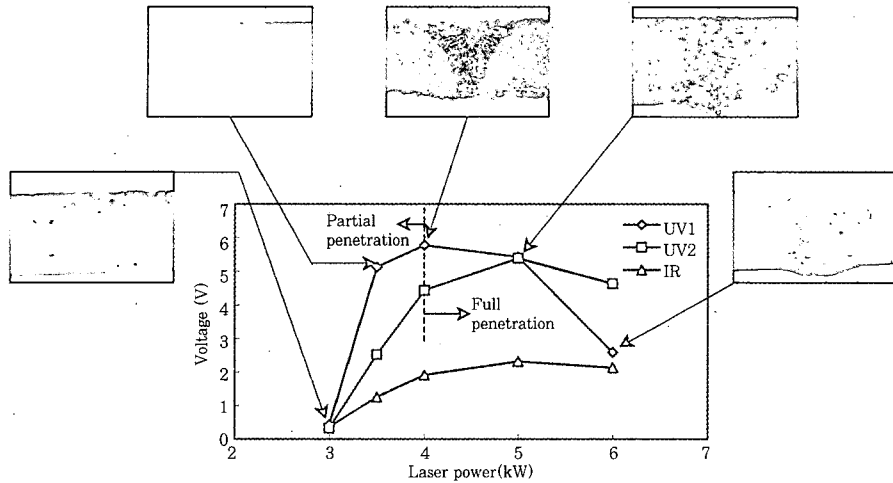 7
6
5
4
3
2
1
0
Voltage (V)
Partial
penetration
Full
penetration
UV1
UV2
IR
2 3 4 5 6 7
Laser power(kW)